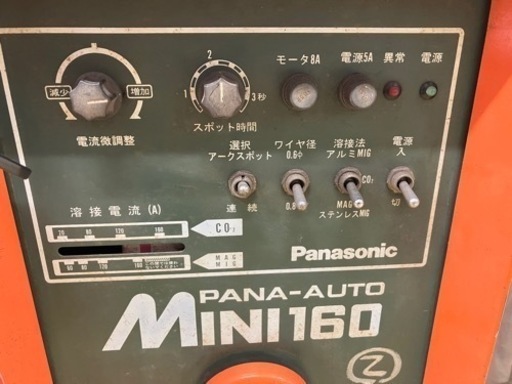 減少
増加
電流微調整
1
2
3秒
スポット時間
モータ8A
電源5A
異常
電源
選択
アークスポット
連続
ワイヤ径
0.6φ
0.8
溶接法
アルミMIG
CO₂
MAG
ステンレスMIG
電源
入
切
溶接電流(A)
CO₂
MAG
MIG
Panasonic
PANA-AUTO
MINI160
Z